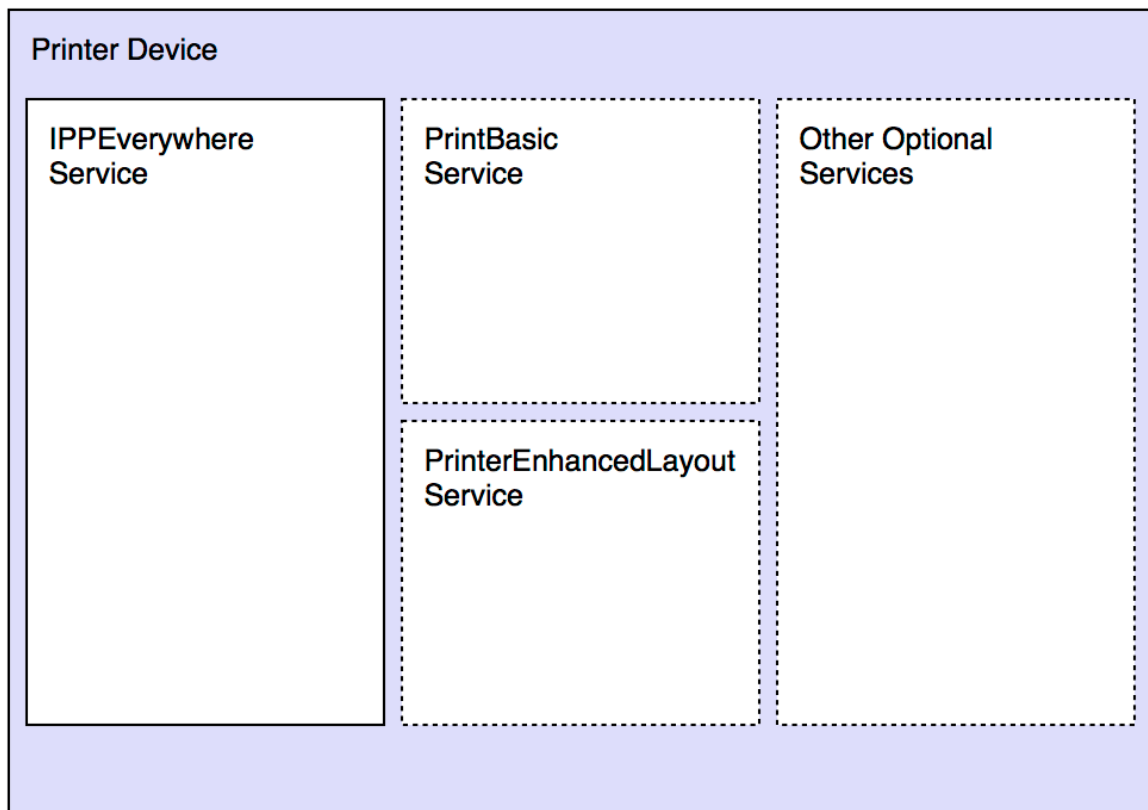 Printer Device
IPPEverywhere
Service
PrintBasic
Service
PrinterEnhancedLayout
Service
Other Optional
Services